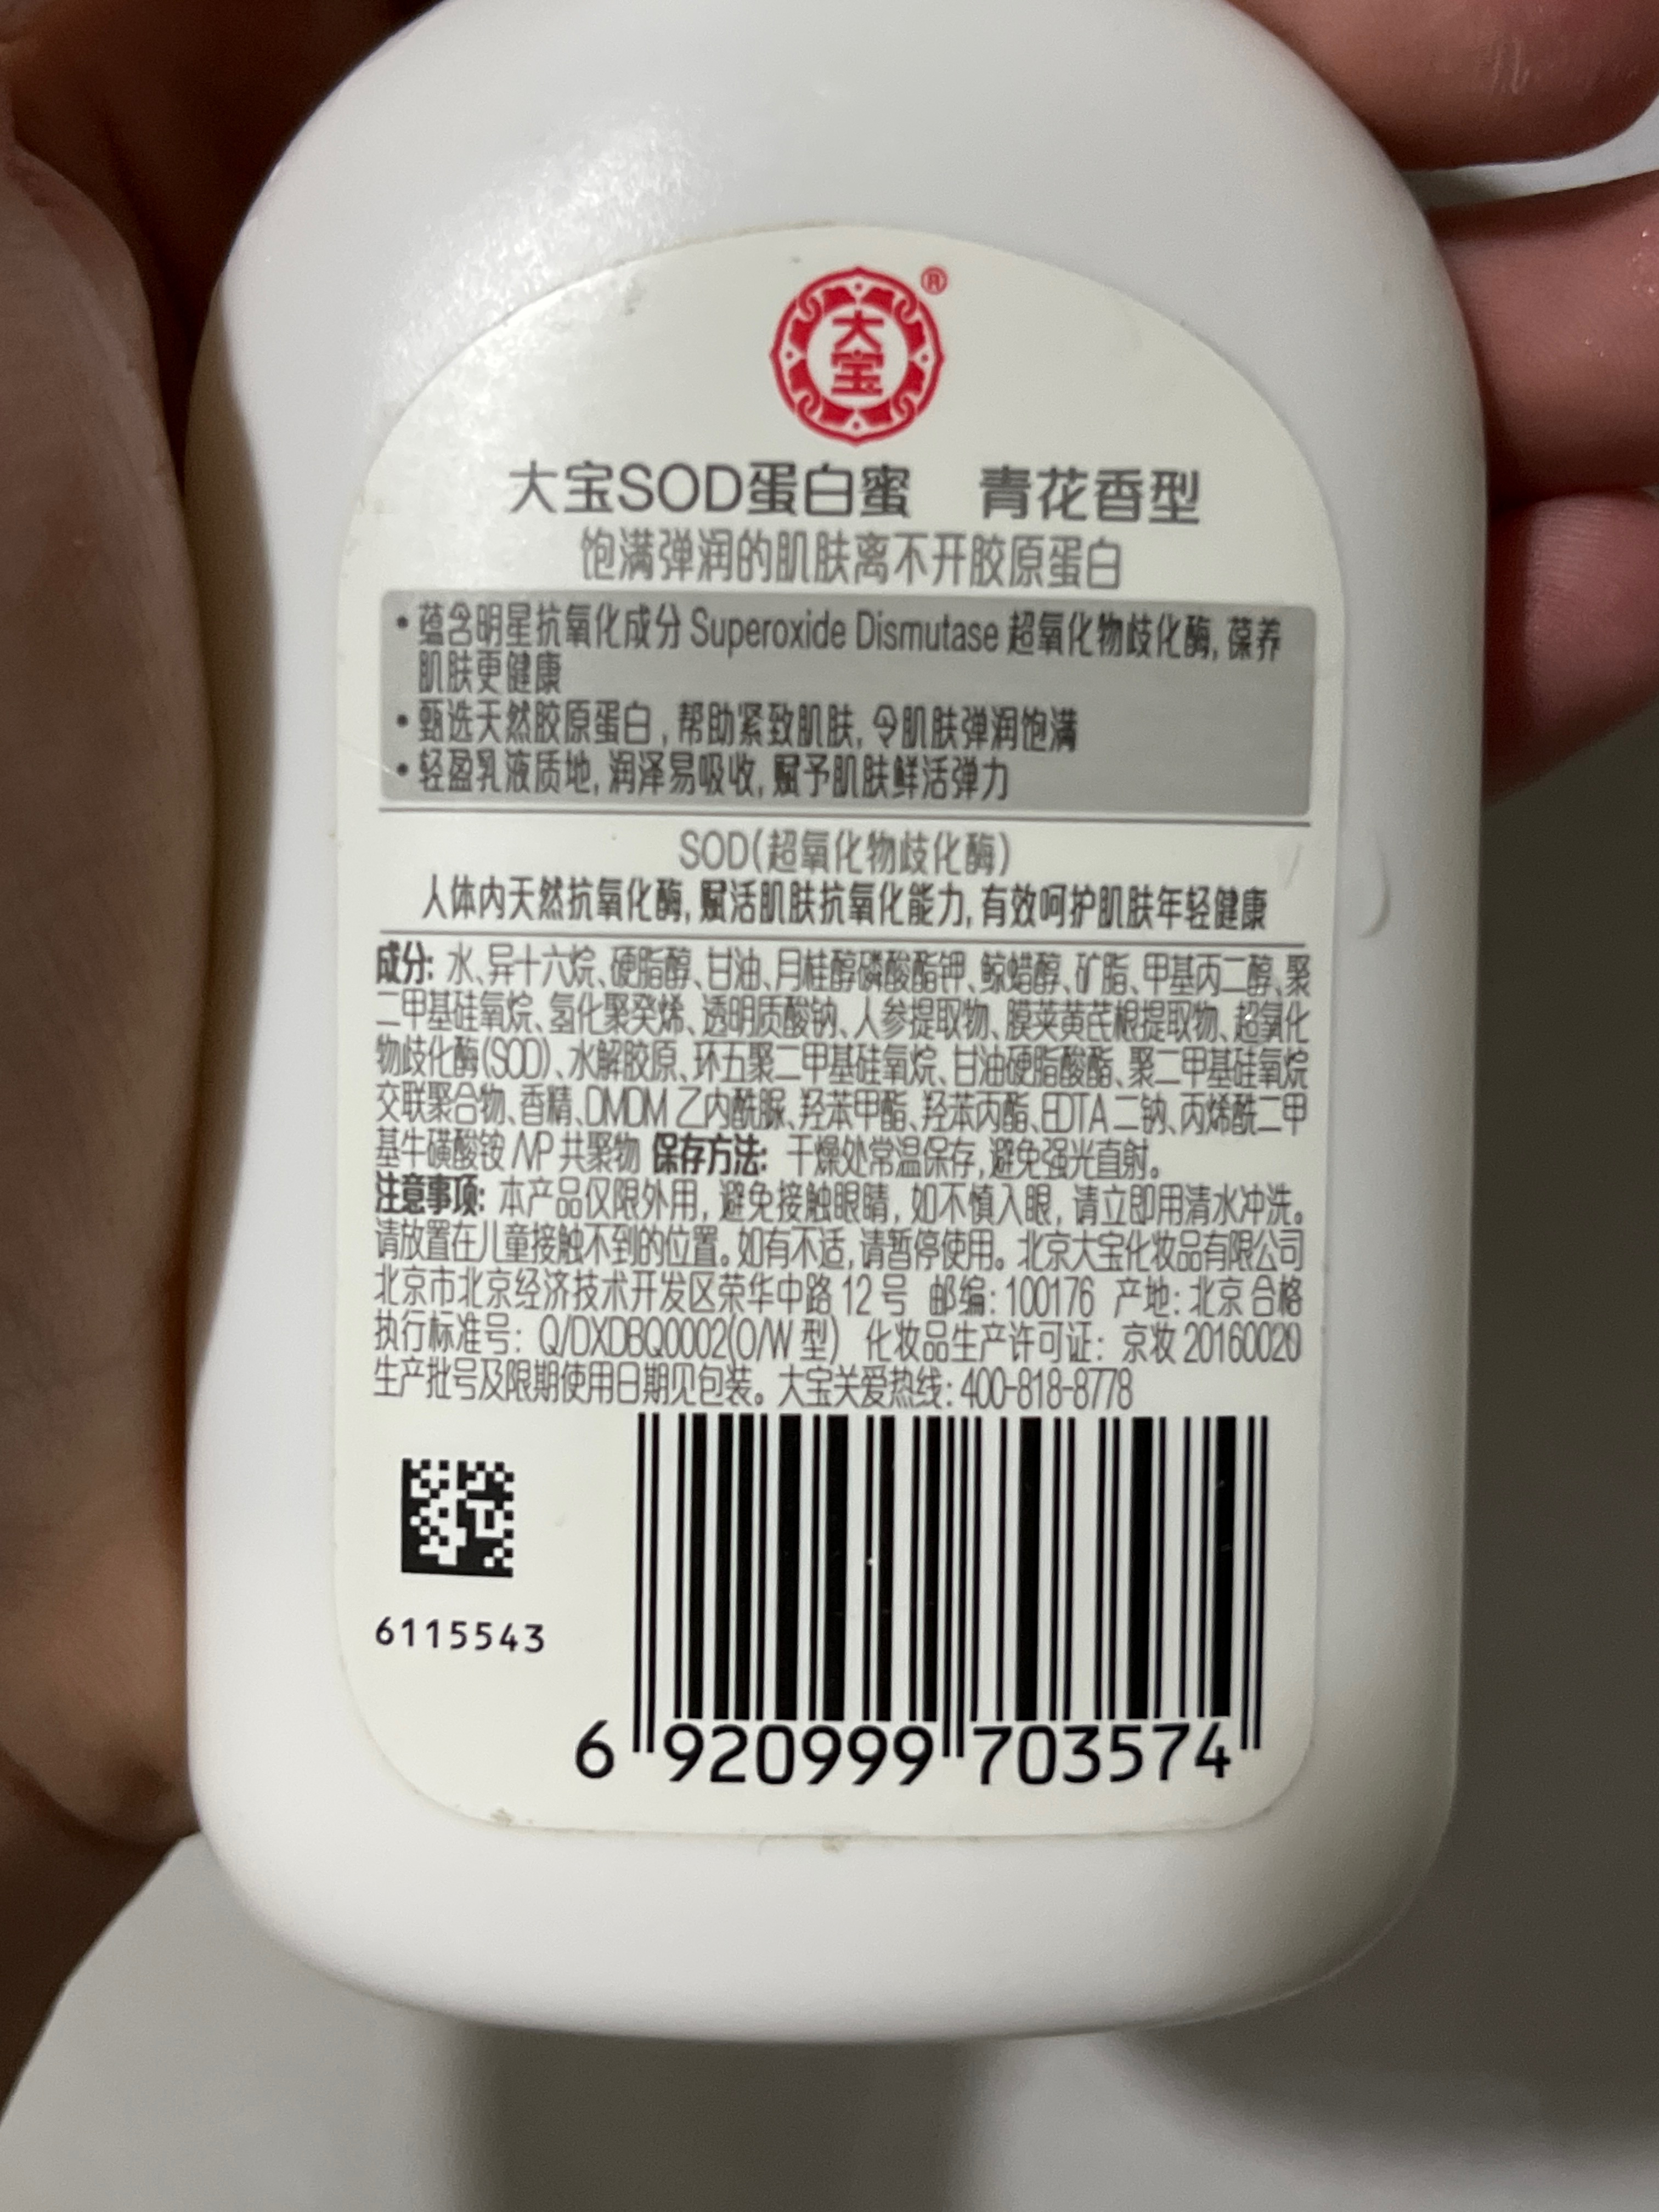 ®
大宝
大宝SOD蛋白蜜 青花香型
饱满弹润的肌肤离不开胶原蛋白
•蕴含明星抗氧化成分 Superoxide Dismutase 超氧化物歧化酶, 葆养
肌肤更健康
•甄选天然胶原蛋白, 帮助紧致肌肤, 令肌肤弹润饱满
•轻盈乳液质地, 润泽易吸收, 赋予肌肤鲜活弹力
SOD(超氧化物歧化酶)
人体内天然抗氧化酶, 赋活肌肤抗氧化能力, 有效呵护肌肤年轻健康
成分: 水、异十六烷、硬脂醇、甘油、月桂醇磷酸酯钾、鲸蜡醇、矿脂、甲基丙二醇、聚
二甲基硅氧烷、氢化聚癸烯、透明质酸钠、人参提取物、膜荚黄芪根提取物、超氧化
物歧化酶(SOD)、水解胶原、环五聚二甲基硅氧烷、甘油硬脂酸酯、聚二甲基硅氧烷
交联聚合物、香精、DMDM 乙内酰脲、羟苯甲酯、羟苯丙酯、EDTA 二钠、丙烯酰二甲
基牛磺酸铵 /VP 共聚物 保存方法: 干燥处常温保存, 避免强光直射。
注意事项: 本产品仅限外用, 避免接触眼睛, 如不慎入眼, 请立即用清水冲洗。
请放置在儿童接触不到的位置。如有不适, 请暂停使用。北京大宝化妆品有限公司
北京市北京经济技术开发区荣华中路 12 号 邮编: 100176 产地: 北京 合格
执行标准号: Q/DXDBQ0002(O/W 型) 化妆品生产许可证: 京妆 20160020
生产批号及限期使用日期见包装。大宝关爱热线: 400-818-8778
6115543
6 920999 703574